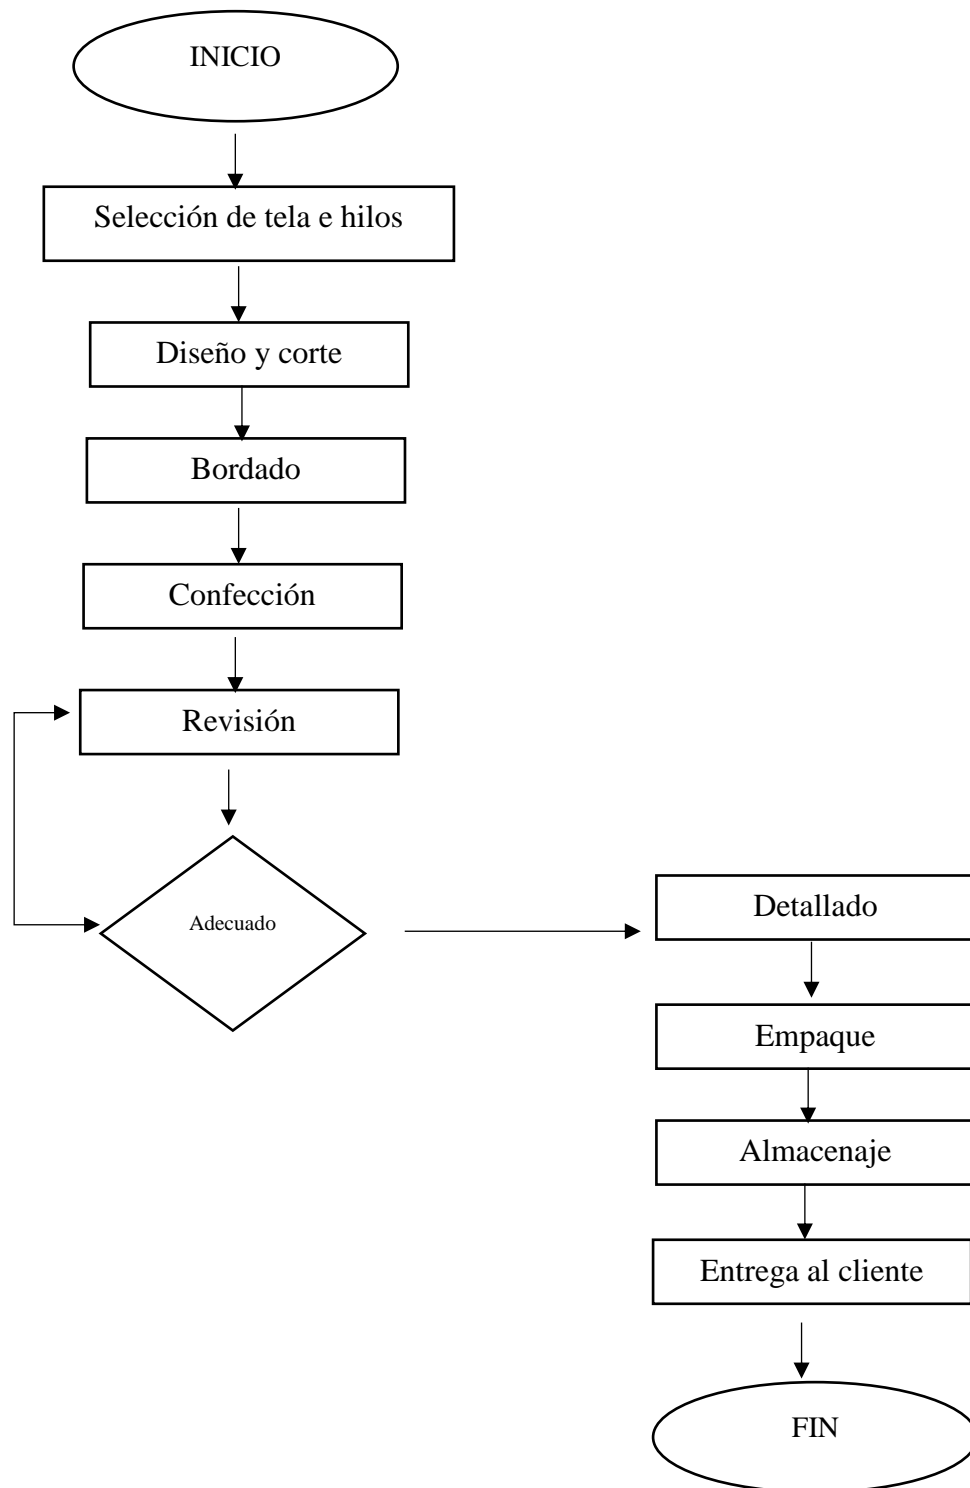 INICIO
Selección de tela e hilos
Diseño y corte
Bordado
Confección
Revisión
Adecuado
Detallado
Empaque
Almacenaje
Entrega al cliente
FIN